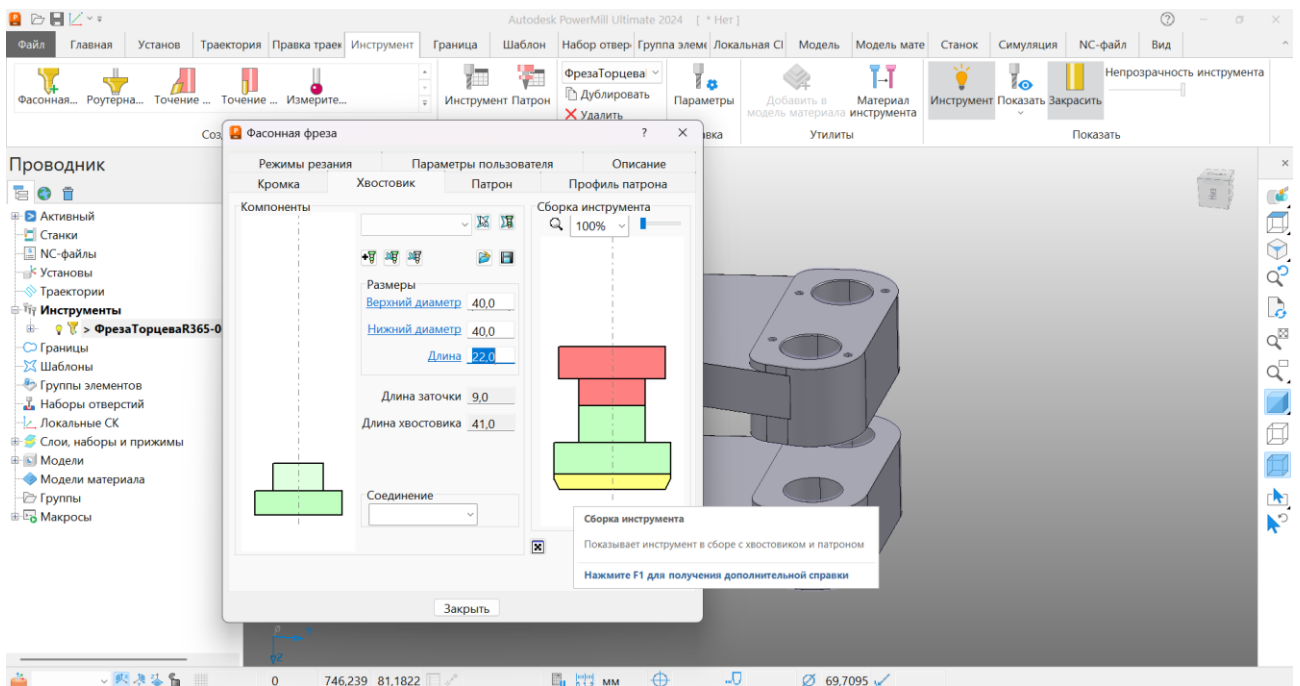 Autodesk PowerMill Ultimate 2024 [ * Нет ]
Файл Главная Установ Траектория Правка траек Инструмент Граница Шаблон Набор отвер Группа элеме Локальная СІ Модель Модель мате Станок Симуляция NC-файл Вид
Фасонная... Роутерна... Точение ... Точение ... Измерите...
Инструмент Патрон
ФрезаТорцева
Дублировать
Удалить
Параметры
Добавить в модель материала
Материал инструмента
Инструмент Показать Закрасить
Непрозрачность инструмента
Соз
вка
Утилиты
Показать
Проводник
Активный
Станки
NC-файлы
Установы
Траектории
Инструменты
> ФрезаТорцеваR365-0
Границы
Шаблоны
Группы элементов
Наборы отверстий
Локальные СК
Слои, наборы и прижимы
Модели
Модели материала
Группы
Макросы
Фасонная фреза ? ×
Режимы резания Параметры пользователя Описание
Кромка Хвостовик Патрон Профиль патрона
Компоненты
Размеры
Верхний диаметр 40,0
Нижний диаметр 40,0
Длина 22,0
Длина заточки 9,0
Длина хвостовика 41,0
Соединение
Сборка инструмента
100%
Сборка инструмента
Показывает инструмент в сборе с хвостовиком и патроном
Нажмите F1 для получения дополнительной справки
Закрыть
Низ
0 746,239 81,1822 мм 69,7095